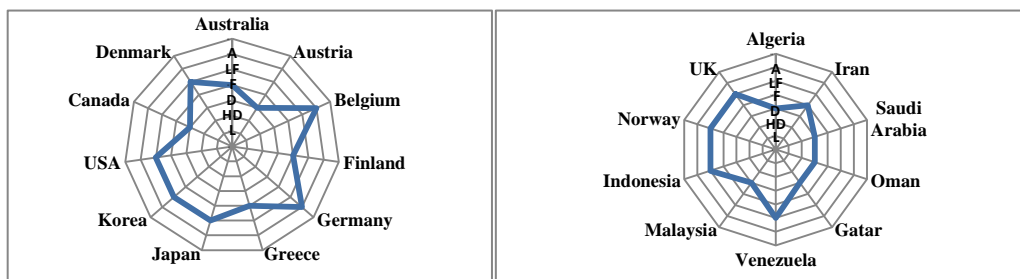 Australia
Denmark
Austria
A
LF
F
D
HD
L
Canada
Belgium
USA
Finland
Korea
Germany
Japan
Greece
Algeria
UK
Iran
A
LF
F
D
HD
L
Norway
Saudi
Arabia
Indonesia
Oman
Malaysia
Gatar
Venezuela